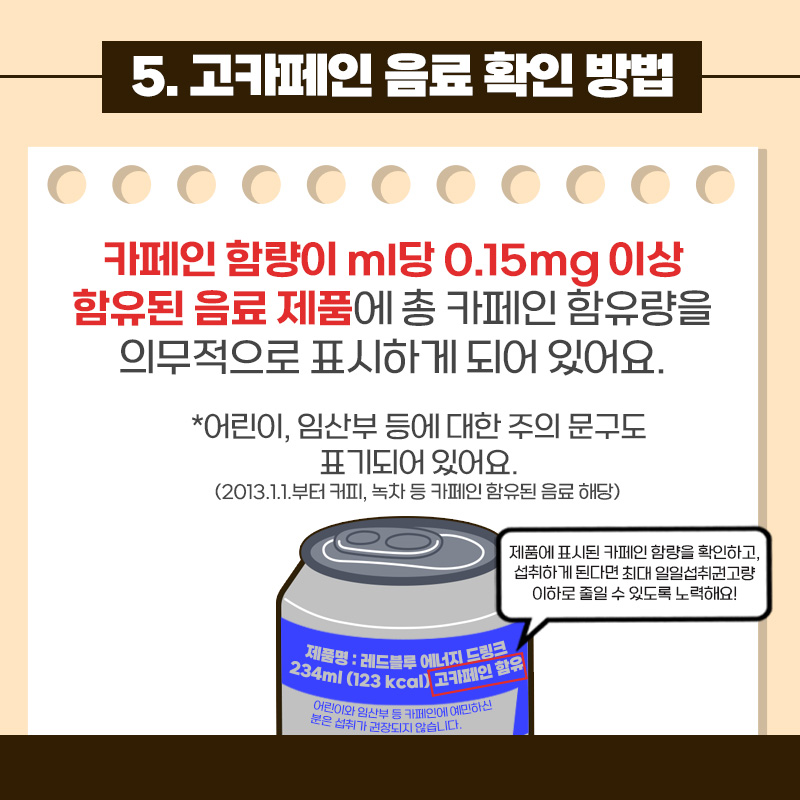 5. 고카페인 음료 확인 방법
카페인 함량이 ml당 0.15mg 이상
함유된 음료 제품에 총 카페인 함유량을
의무적으로 표시하게 되어 있어요.
*어린이, 임산부 등에 대한 주의 문구도
표기되어 있어요.
(2013.1.1.부터 커피, 녹차 등 카페인 함유된 음료 해당)
제품에 표시된 카페인 함량을 확인하고,
섭취하게 된다면 최대 일일섭취권고량
이하로 줄일 수 있도록 노력해요!
제품명 : 레드블루 에너지 드링크
234ml (123 kcal) 고카페인 함유
어린이와 임산부 등 카페인에 예민하신
분은 섭취가 권장되지 않습니다.